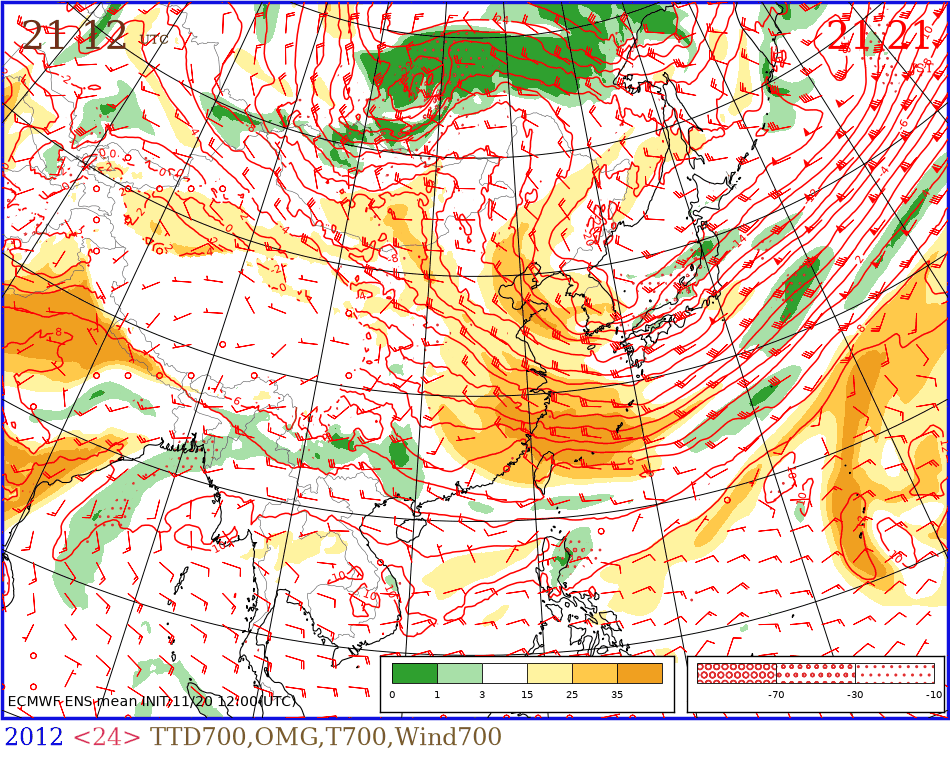 21 12 UTC
21 21
ECMWF-ENS-mean INIT:11/20 12:00(UTC)
0 1 3 15 25 35
-70 -30 -10
2012 <24> TTD700,OMG,T700,Wind700